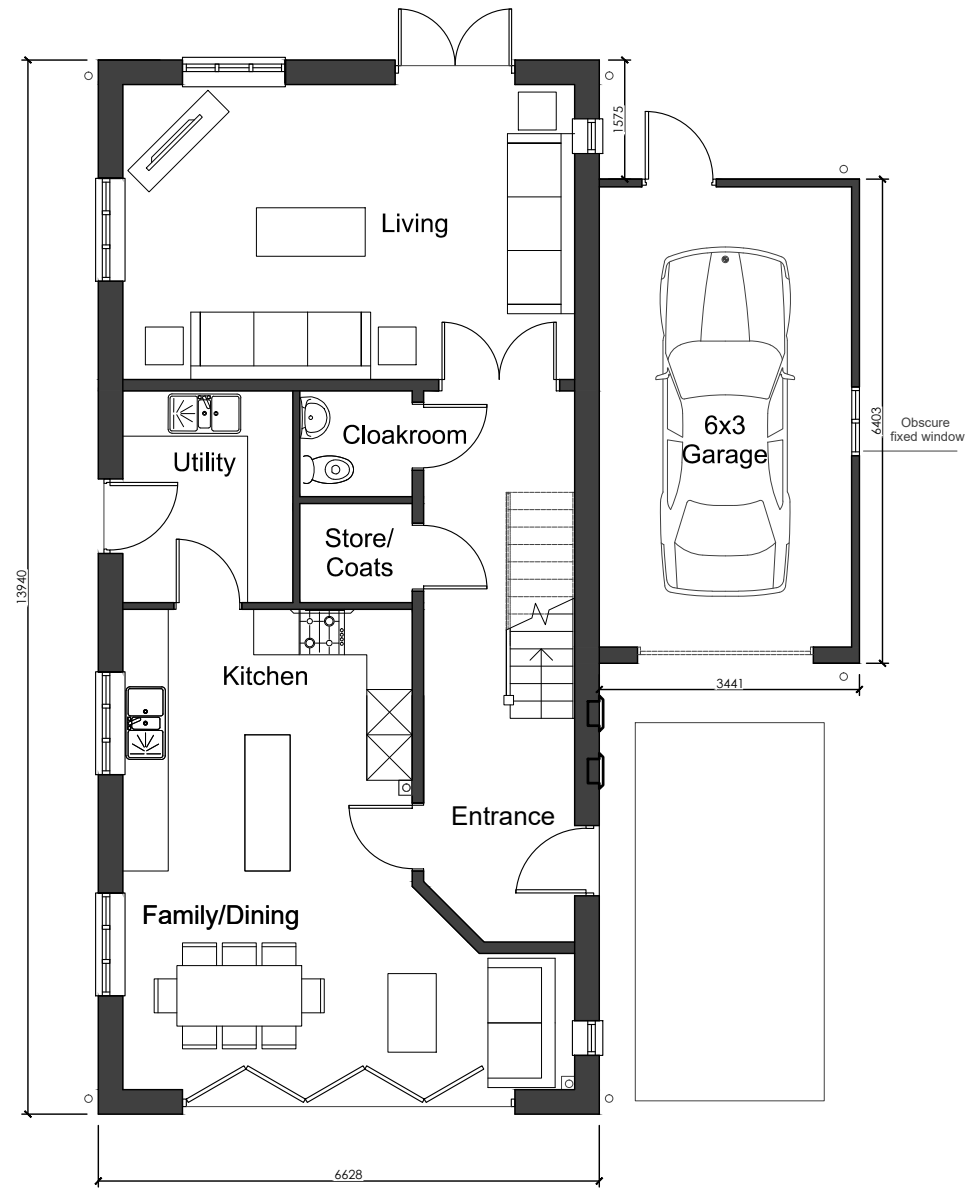 1575
Living
6x3
Garage
6403
Obscure
fixed window
Cloakroom
Utility
Store/
Coats
13940
Kitchen
3441
Entrance
Family/Dining
6628